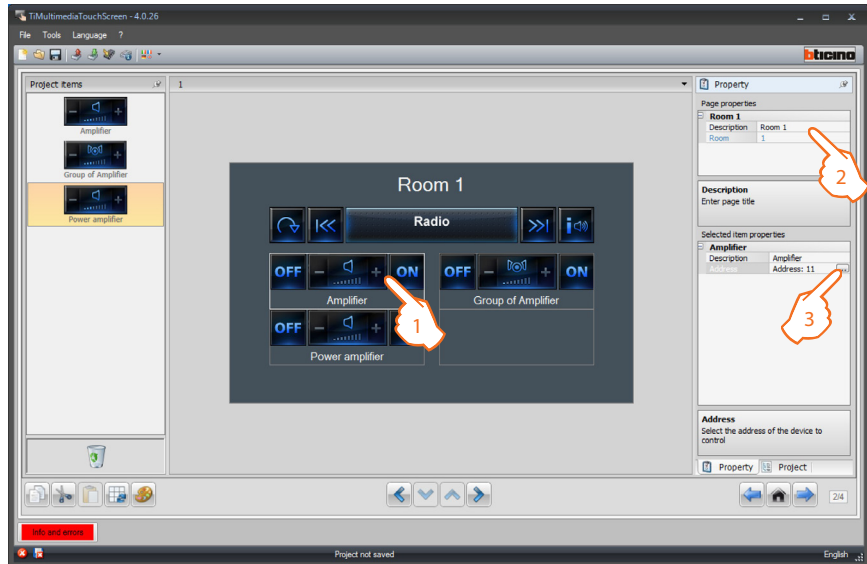 TiMultimediaTouchScreen - 4.0.26
File Tools Language ?
bticino
Project items
Amplifier
Group of Amplifier
Power amplifier
1
Room 1
Radio
OFF - + ON
Amplifier
OFF - + ON
Group of Amplifier
OFF - +
Power amplifier
1
Property
Page properties
Room 1
Description Room 1
Room 1
2
Description
Enter page title
Selected item properties
Amplifier
Description Amplifier
Address Address: 11 ...
3
Address
Select the address of the device to
control
Property Project
2/4
Info and errors
Project not saved
English